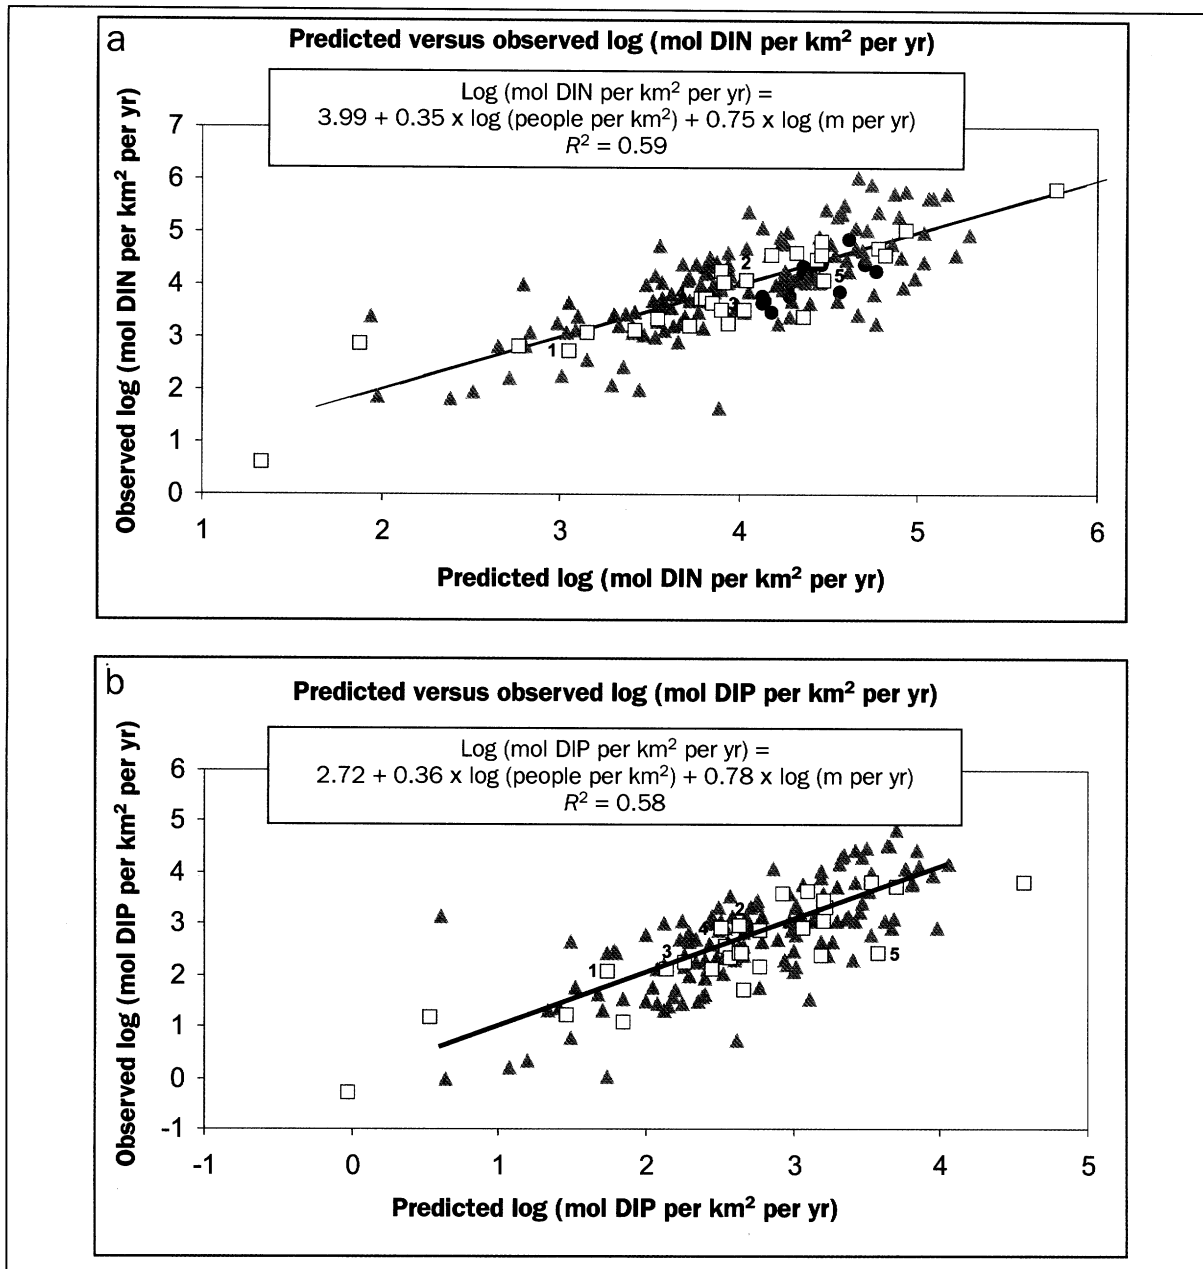 a
Predicted versus observed log (mol DIN per km² per yr)
Log (mol DIN per km² per yr) =
3.99 + 0.35 x log (people per km²) + 0.75 x log (m per yr)
R² = 0.59
Observed log (mol DIN per km² per yr)
7
6
5
4
3
2
1
0
1
2
3
5
1
2
3
4
5
6
Predicted log (mol DIN per km² per yr)
b
Predicted versus observed log (mol DIP per km² per yr)
Log (mol DIP per km² per yr) =
2.72 + 0.36 x log (people per km²) + 0.78 x log (m per yr)
R² = 0.58
Observed log (mol DIP per km² per yr)
6
5
4
3
2
1
0
-1
1
2
3
4
5
-1
0
1
2
3
4
5
Predicted log (mol DIP per km² per yr)